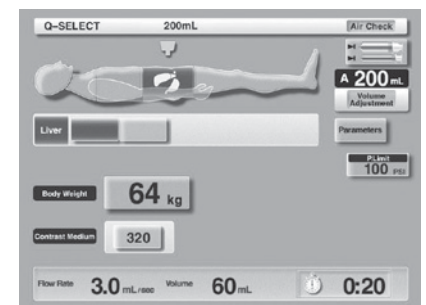 Q-SELECT 200mL Air Check
A 200 mL
Volume
Adjustment
Liver
Parameters
P.Limit
100 PSI
Body Weight 64 kg
Contrast Medium 320
Flow Rate 3.0 mL/sec Volume 60 mL 0:20